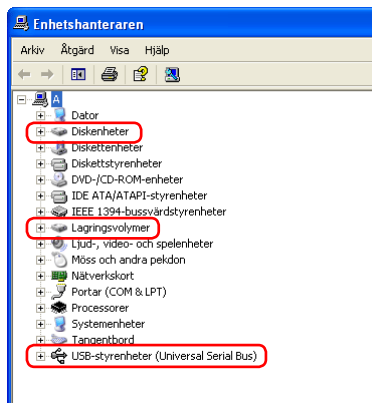 Enhetshanteraren
Arkiv Åtgärd Visa Hjälp
A
Dator
Diskenheter
Diskettenheter
Diskettstyrenheter
DVD-/CD-ROM-enheter
IDE ATA/ATAPI-styrenheter
IEEE 1394-bussvärdstyrenheter
Lagringsvolymer
Ljud-, video- och spelenheter
Möss och andra pekdon
Nätverkskort
Portar (COM & LPT)
Processorer
Systemenheter
Tangentbord
USB-styrenheter (Universal Serial Bus)